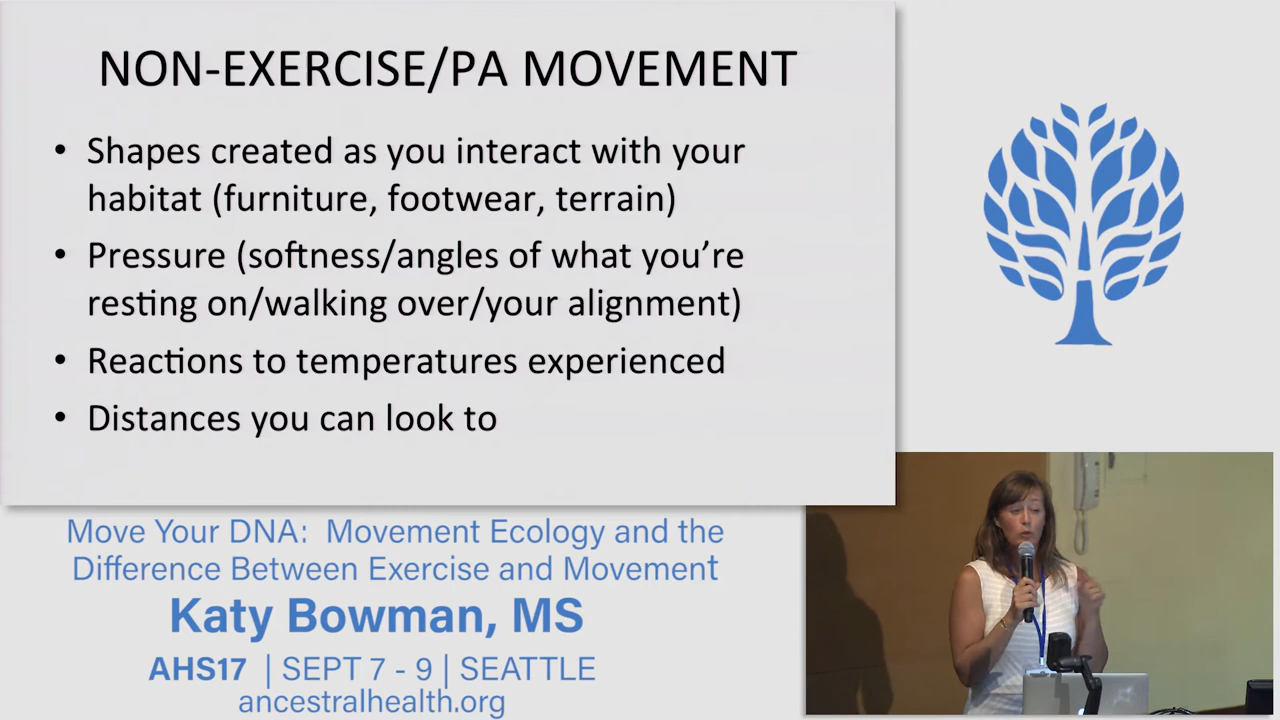 NON-EXERCISE/PA MOVEMENT
• Shapes created as you interact with your
habitat (furniture, footwear, terrain)
• Pressure (softness/angles of what you’re
resting on/walking over/your alignment)
• Reactions to temperatures experienced
• Distances you can look to
Move Your DNA: Movement Ecology and the
Difference Between Exercise and Movement
Katy Bowman, MS
AHS17 | SEPT 7 - 9 | SEATTLE
ancestralhealth.org